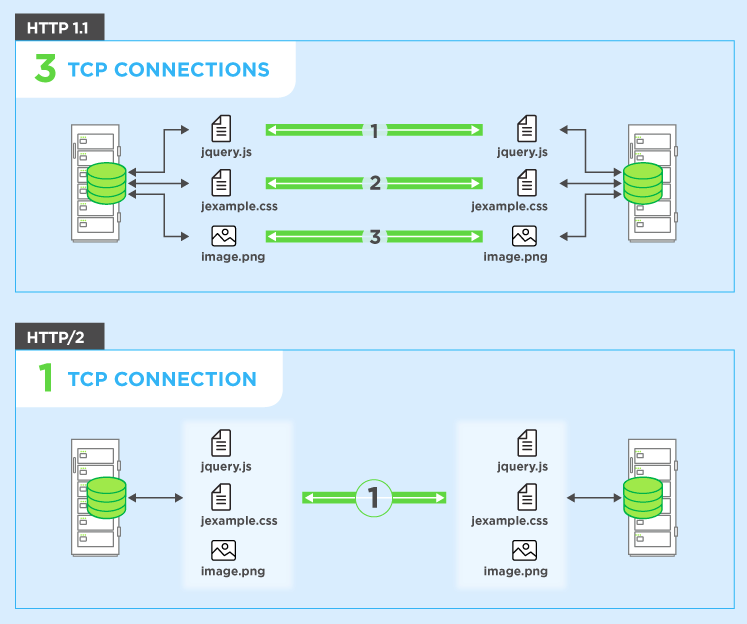 HTTP 1.1
3 TCP CONNECTIONS
jquery.js 1 jquery.js
jexample.css 2 jexample.css
image.png 3 image.png
HTTP/2
1 TCP CONNECTION
jquery.js jquery.js
jexample.css 1 jexample.css
image.png image.png